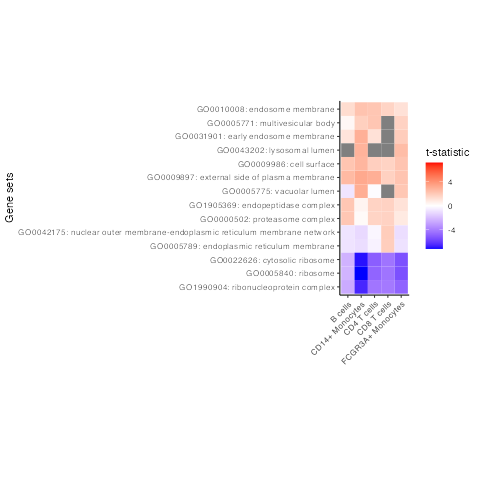 GO0010008: endosome membrane
GO0005771: multivesicular body
GO0031901: early endosome membrane
GO0043202: lysosomal lumen
GO0009986: cell surface
GO0009897: external side of plasma membrane
GO0005775: vacuolar lumen
GO1905369: endopeptidase complex
GO0000502: proteasome complex
GO0042175: nuclear outer membrane-endoplasmic reticulum membrane network
GO0005789: endoplasmic reticulum membrane
GO0022626: cytosolic ribosome
GO0005840: ribosome
GO1990904: ribonucleoprotein complex
Gene sets
B cells
CD14+ Monocytes
CD4 T cells
CD8 T cells
FCGR3A+ Monocytes
t-statistic
4
0
-4